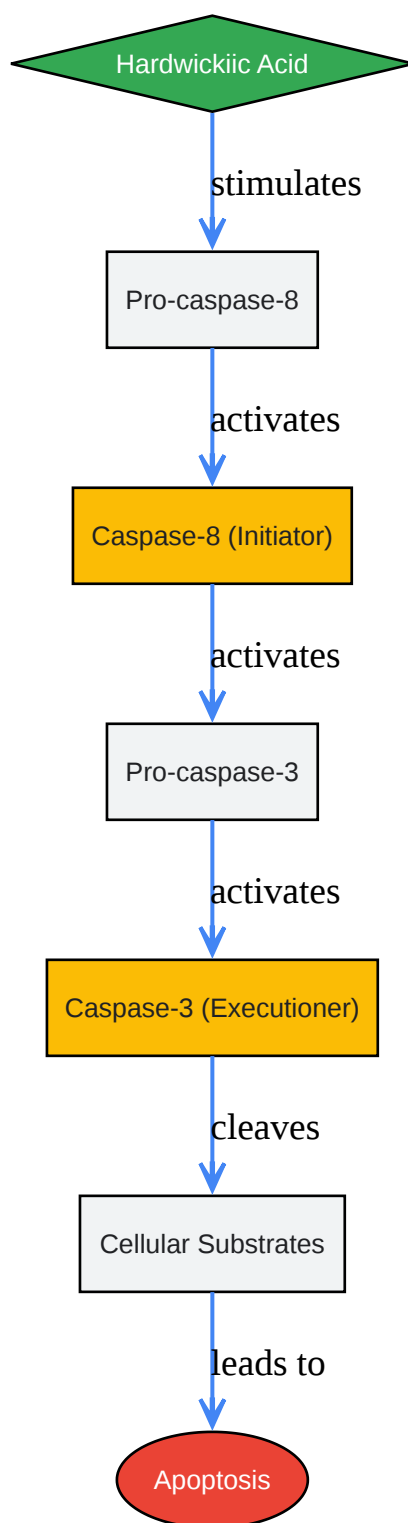 Hardwickiic Acid
stimulates
Pro-caspase-8
activates
Caspase-8 (Initiator)
activates
Pro-caspase-3
activates
Caspase-3 (Executioner)
cleaves
Cellular Substrates
leads to
Apoptosis